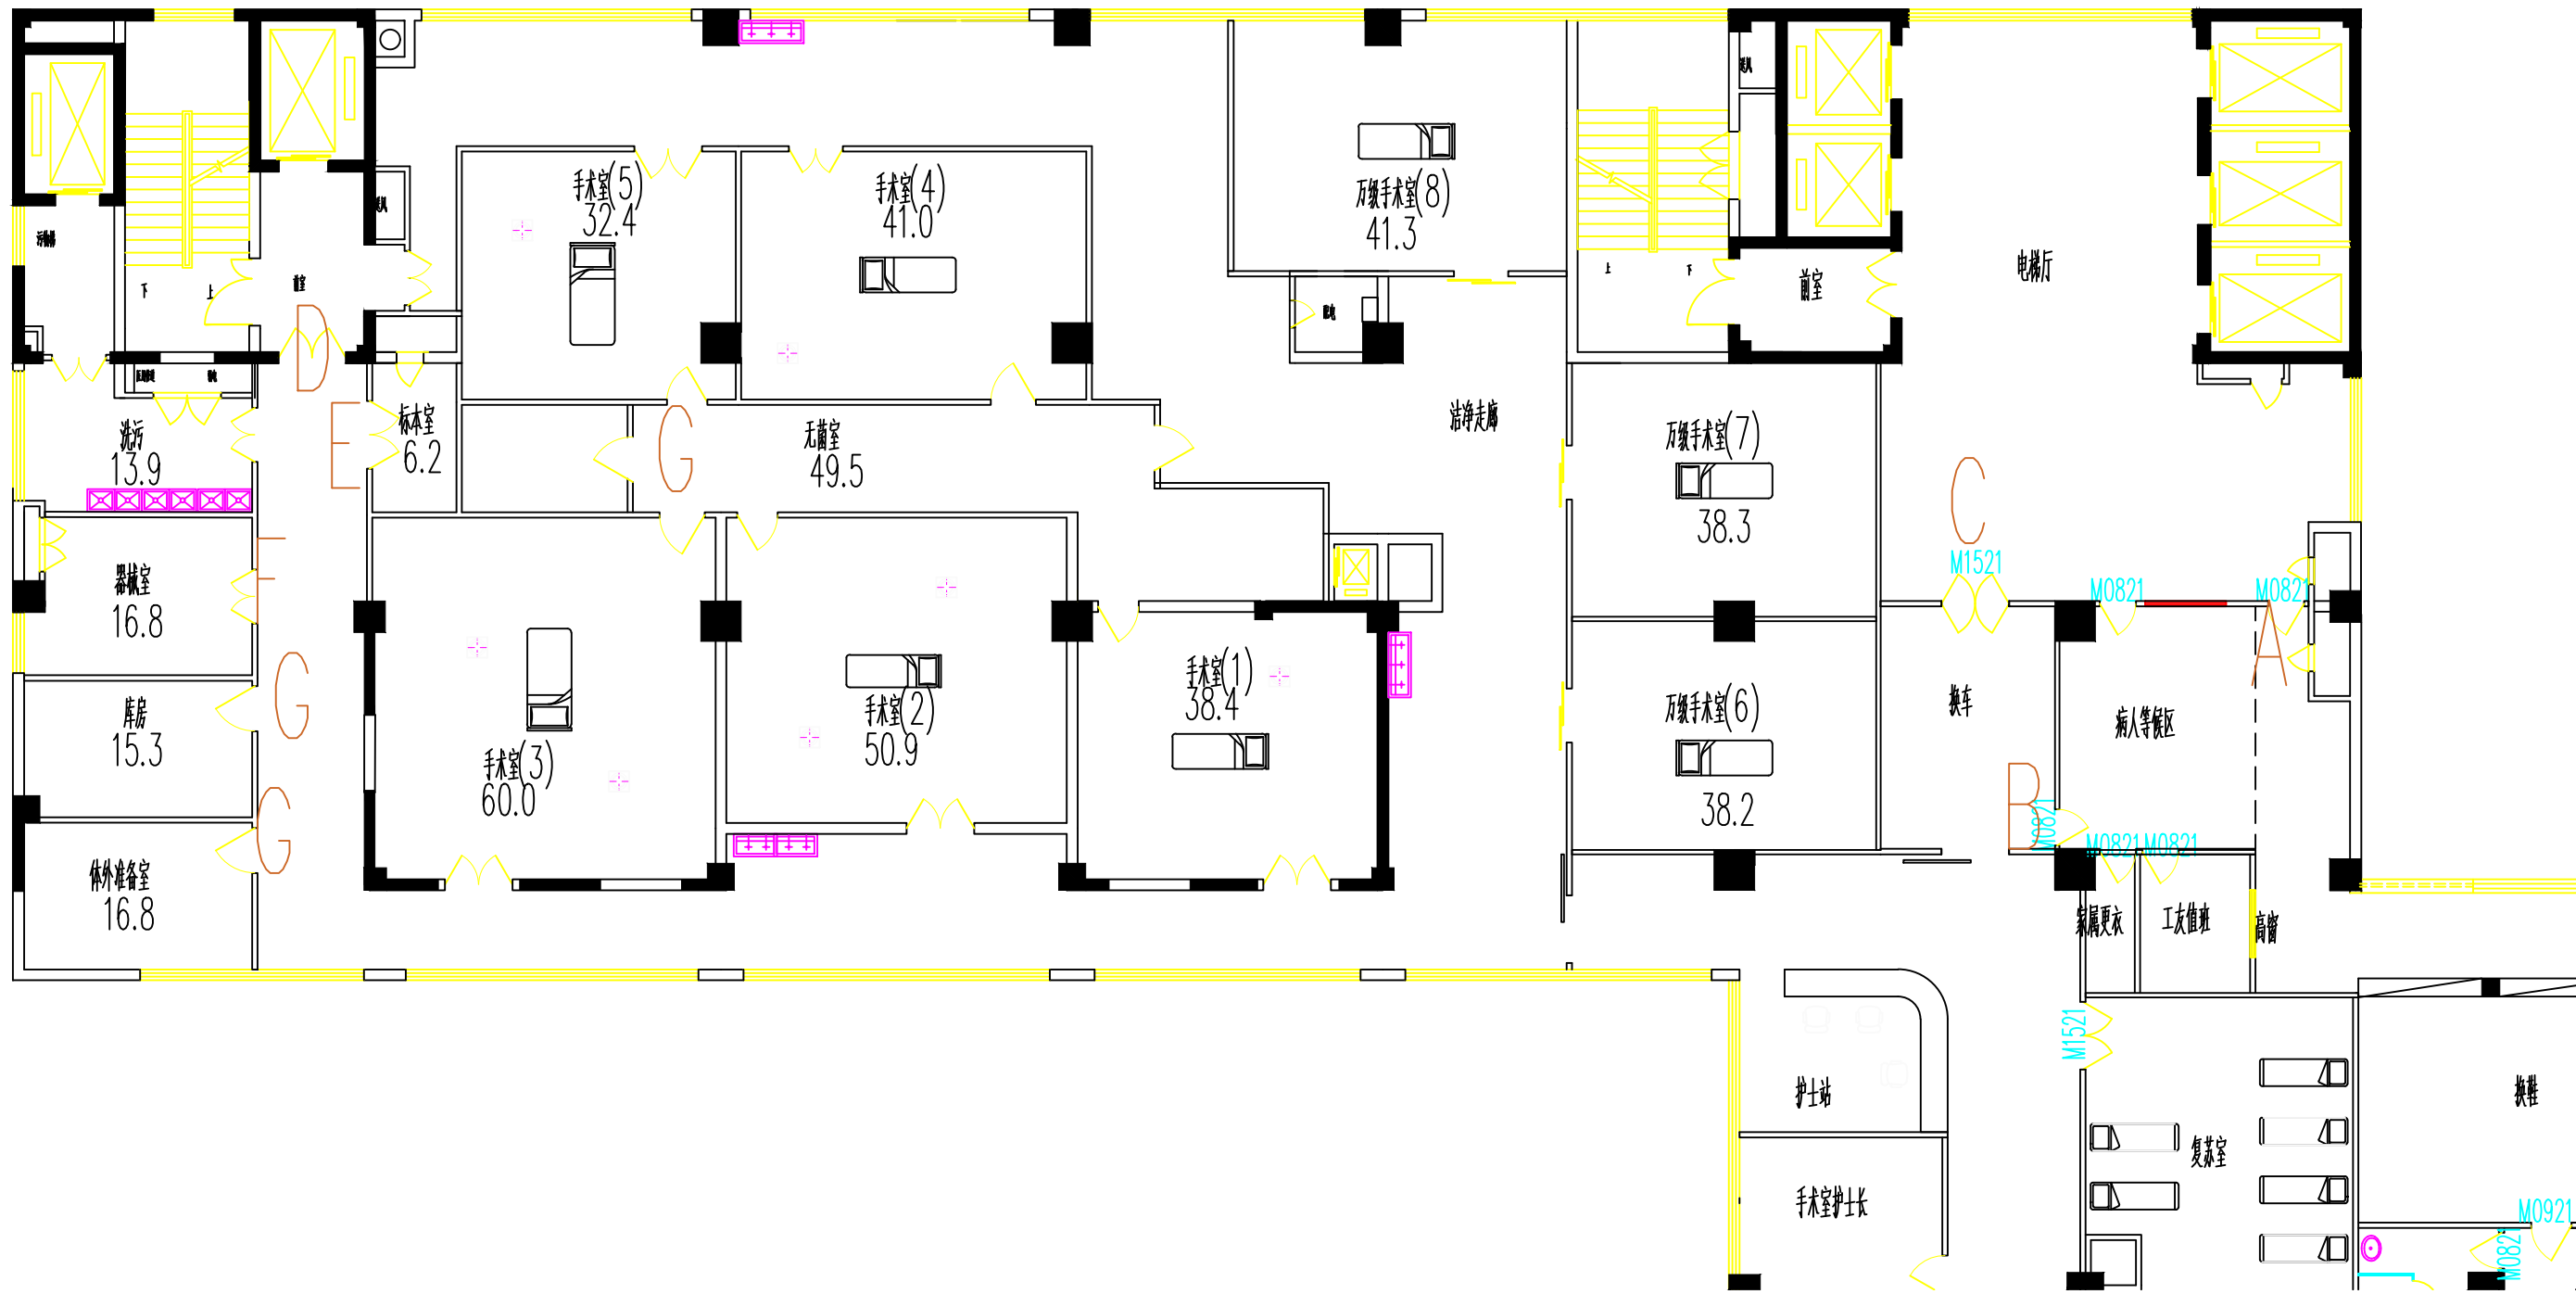 手术室(5)
32.4
手术室(4)
41.0
万级手术室(8)
41.3
下
上
前室
上
下
前室
电梯厅
D
E
标本室
6.2
洗污
13.9
G
无菌室
49.5
洁净走廊
万级手术室(7)
38.3
C
M1521
M0821
M0821
A
器械室
16.8
F
库房
15.3
G
G
体外准备室
16.8
手术室(3)
60.0
手术室(2)
50.9
手术室(1)
38.4
万级手术室(6)
38.2
换车
病人等候区
B
M0821
M0821
M0821
家属更衣
工友值班
高窗
M1521
护士站
手术室护士长
复苏室
换鞋
M0921
M0821